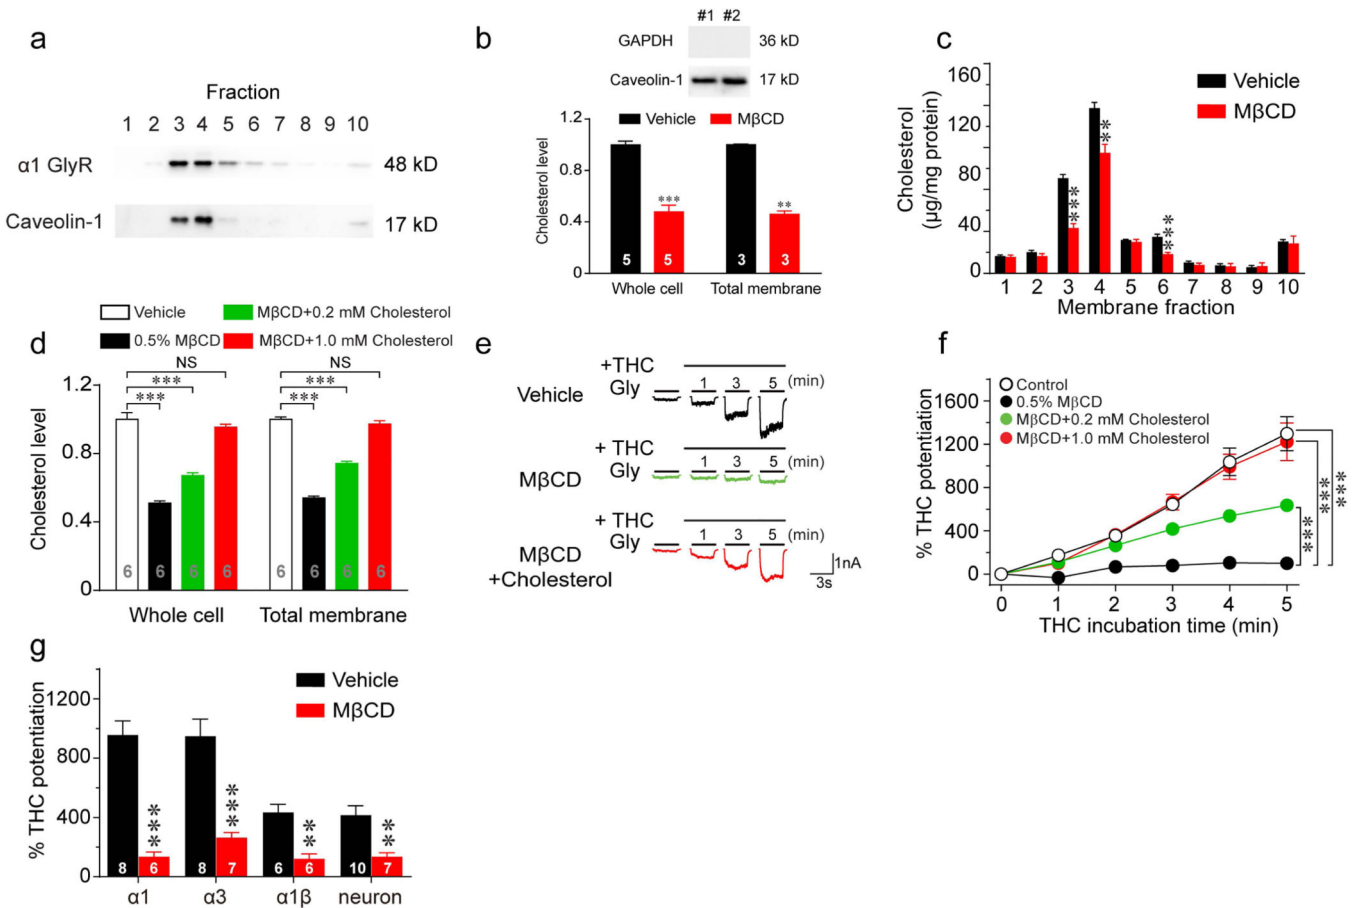 a
Fraction
1 2 3 4 5 6 7 8 9 10
α1 GlyR 48 kD
Caveolin-1 17 kD
b
#1 #2
GAPDH 36 kD
Caveolin-1 17 kD
Vehicle MβCD
Cholesterol level
1.2
0.8
0.4
0
*** **
5 5 3 3
Whole cell Total membrane
c
Vehicle
MβCD
Cholesterol
(µg/mg protein)
160
120
80
40
0
*** ** ***
1 2 3 4 5 6 7 8 9 10
Membrane fraction
Vehicle MβCD+0.2 mM Cholesterol
0.5% MβCD MβCD+1.0 mM Cholesterol
d
NS NS
*** ***
*** ***
Cholesterol level
1.2
0.8
0.4
0
6 6 6 6 6 6 6 6
Whole cell Total membrane
e
+THC
Vehicle Gly 1 3 5 (min)
+ THC
MβCD Gly 1 3 5 (min)
+ THC
Gly 1 3 5 (min)
MβCD
+Cholesterol
1nA
3s
f
Control
0.5% MβCD
MβCD+0.2 mM Cholesterol
MβCD+1.0 mM Cholesterol
% THC potentiation
1600
1200
800
400
0
*** *** ***
0 1 2 3 4 5
THC incubation time (min)
g
Vehicle
MβCD
% THC potentiation
1200
800
400
0
*** *** ** **
8 6 8 7 6 6 10 7
α1 α3 α1β neuron